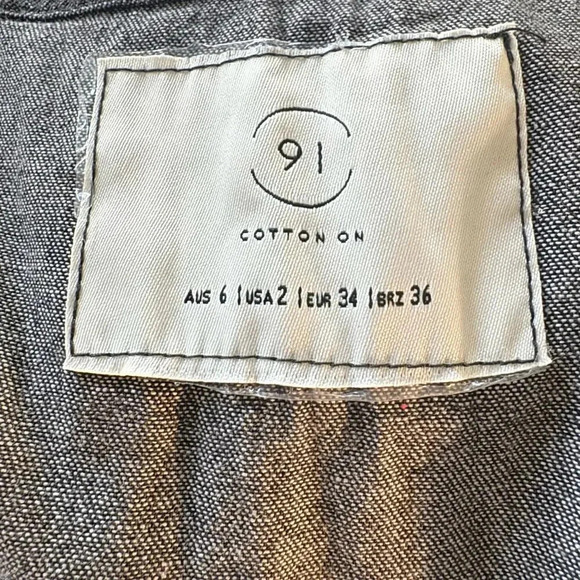 91
COTTON ON
AUS 6 | USA 2 | EUR 34 | BRZ 36